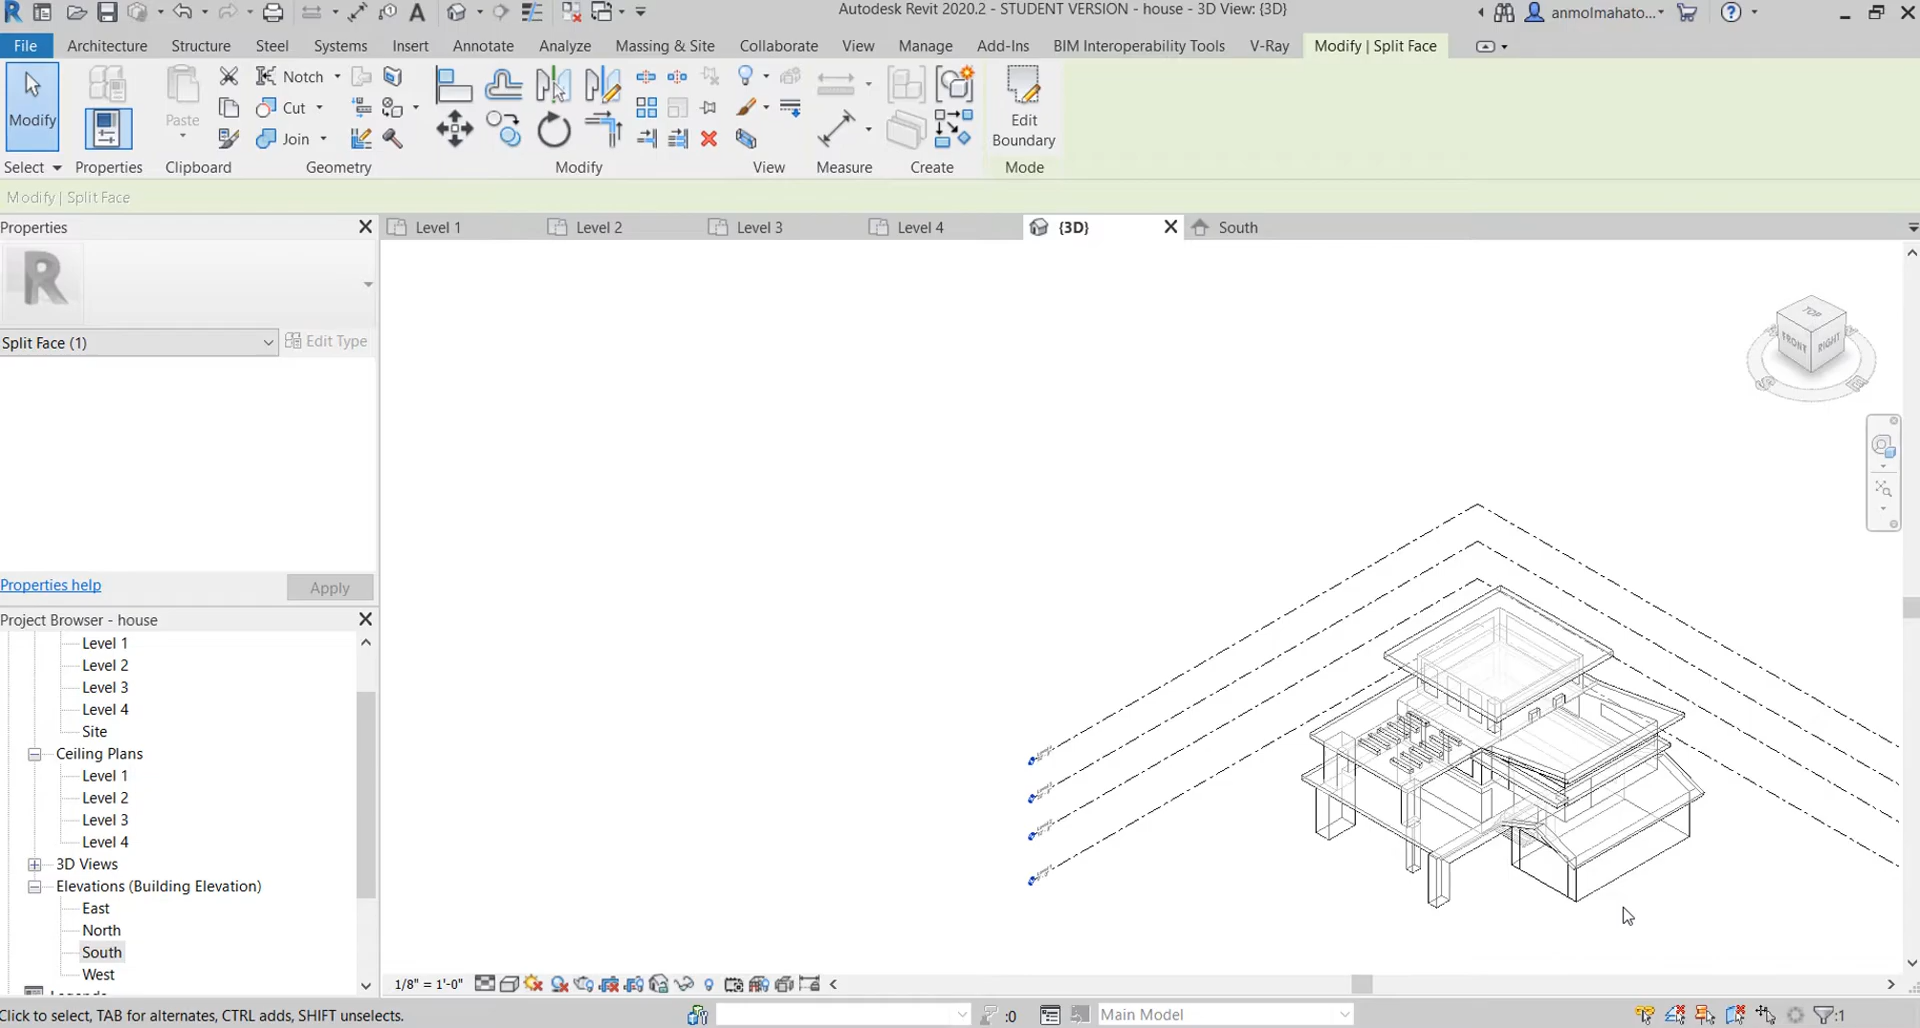 Autodesk Revit 2020.2 - STUDENT VERSION - house - 3D View: {3D}
anmolmahato...
File Architecture Structure Steel Systems Insert Annotate Analyze Massing & Site Collaborate View Manage Add-Ins BIM Interoperability Tools V-Ray Modify | Split Face
Modify
Paste
Notch
Cut
Join
Edit Boundary
Select Properties Clipboard Geometry Modify View Measure Create Mode
Modify | Split Face
Properties
Level 1 Level 2 Level 3 Level 4 {3D} South
Split Face (1)
Edit Type
Properties help
Apply
Project Browser - house
Level 1
Level 2
Level 3
Level 4
Site
Ceiling Plans
Level 1
Level 2
Level 3
Level 4
3D Views
Elevations (Building Elevation)
East
North
South
West
TOP
FRONT
RIGHT
1/8" = 1'-0"
Click to select, TAB for alternates, CTRL adds, SHIFT unselects.
:0
Main Model
:1